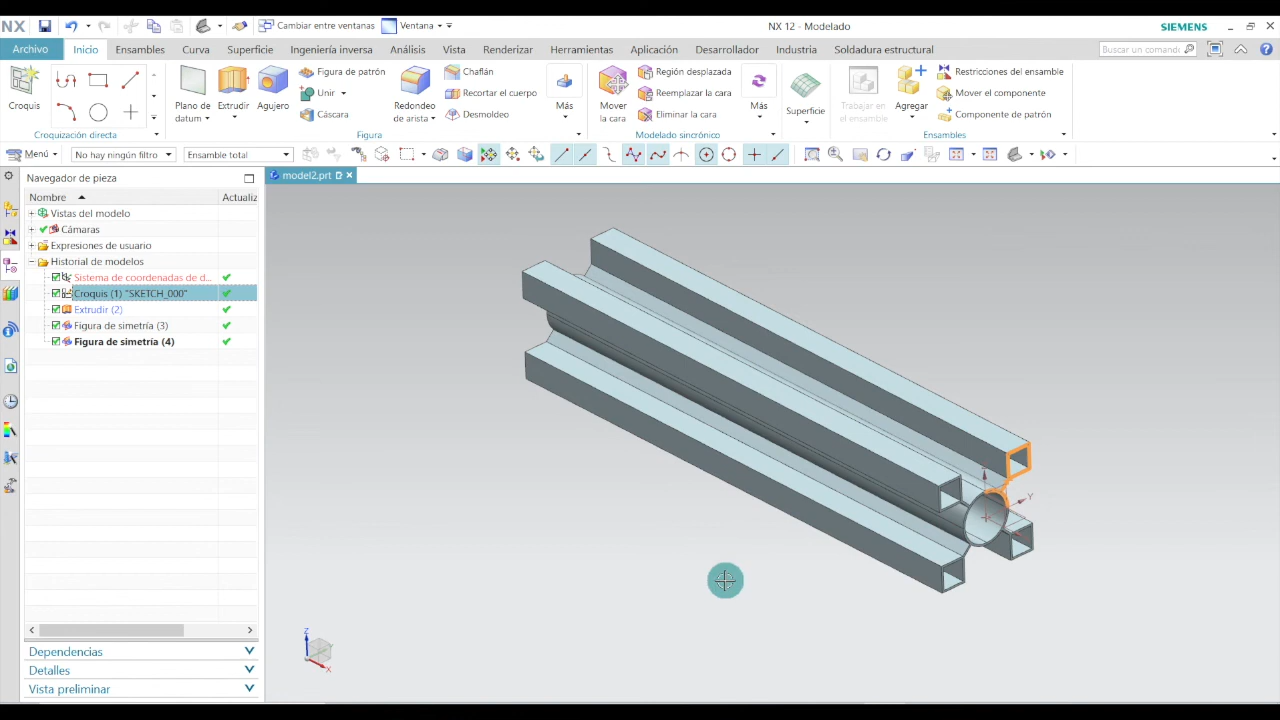 NX
Cambiar entre ventanas
Ventana
NX 12 - Modelado
SIEMENS
Archivo
Inicio
Ensambles
Curva
Superficie
Ingeniería inversa
Análisis
Vista
Renderizar
Herramientas
Aplicación
Desarrollador
Industria
Soldadura estructural
Buscar un comando
Croquis
Croquización directa
Plano de datum
Extrudir
Agujero
Figura de patrón
Unir
Cáscara
Redondeo de arista
Chaflán
Recortar el cuerpo
Desmoldeo
Más
Figura
Mover la cara
Región desplazada
Reemplazar la cara
Eliminar la cara
Más
Modelado sincrónico
Superficie
Trabajar en el ensamble
Agregar
Restricciones del ensamble
Mover el componente
Componente de patrón
Ensambles
Menú
No hay ningún filtro
Ensamble total
Navegador de pieza
model2.prt
Nombre
Actualiz
Vistas del modelo
Cámaras
Expresiones de usuario
Historial de modelos
Sistema de coordenadas de d...
Croquis (1) "SKETCH_000"
Extrudir (2)
Figura de simetría (3)
Figura de simetría (4)
Dependencias
Detalles
Vista preliminar
Z
Y
Z
X